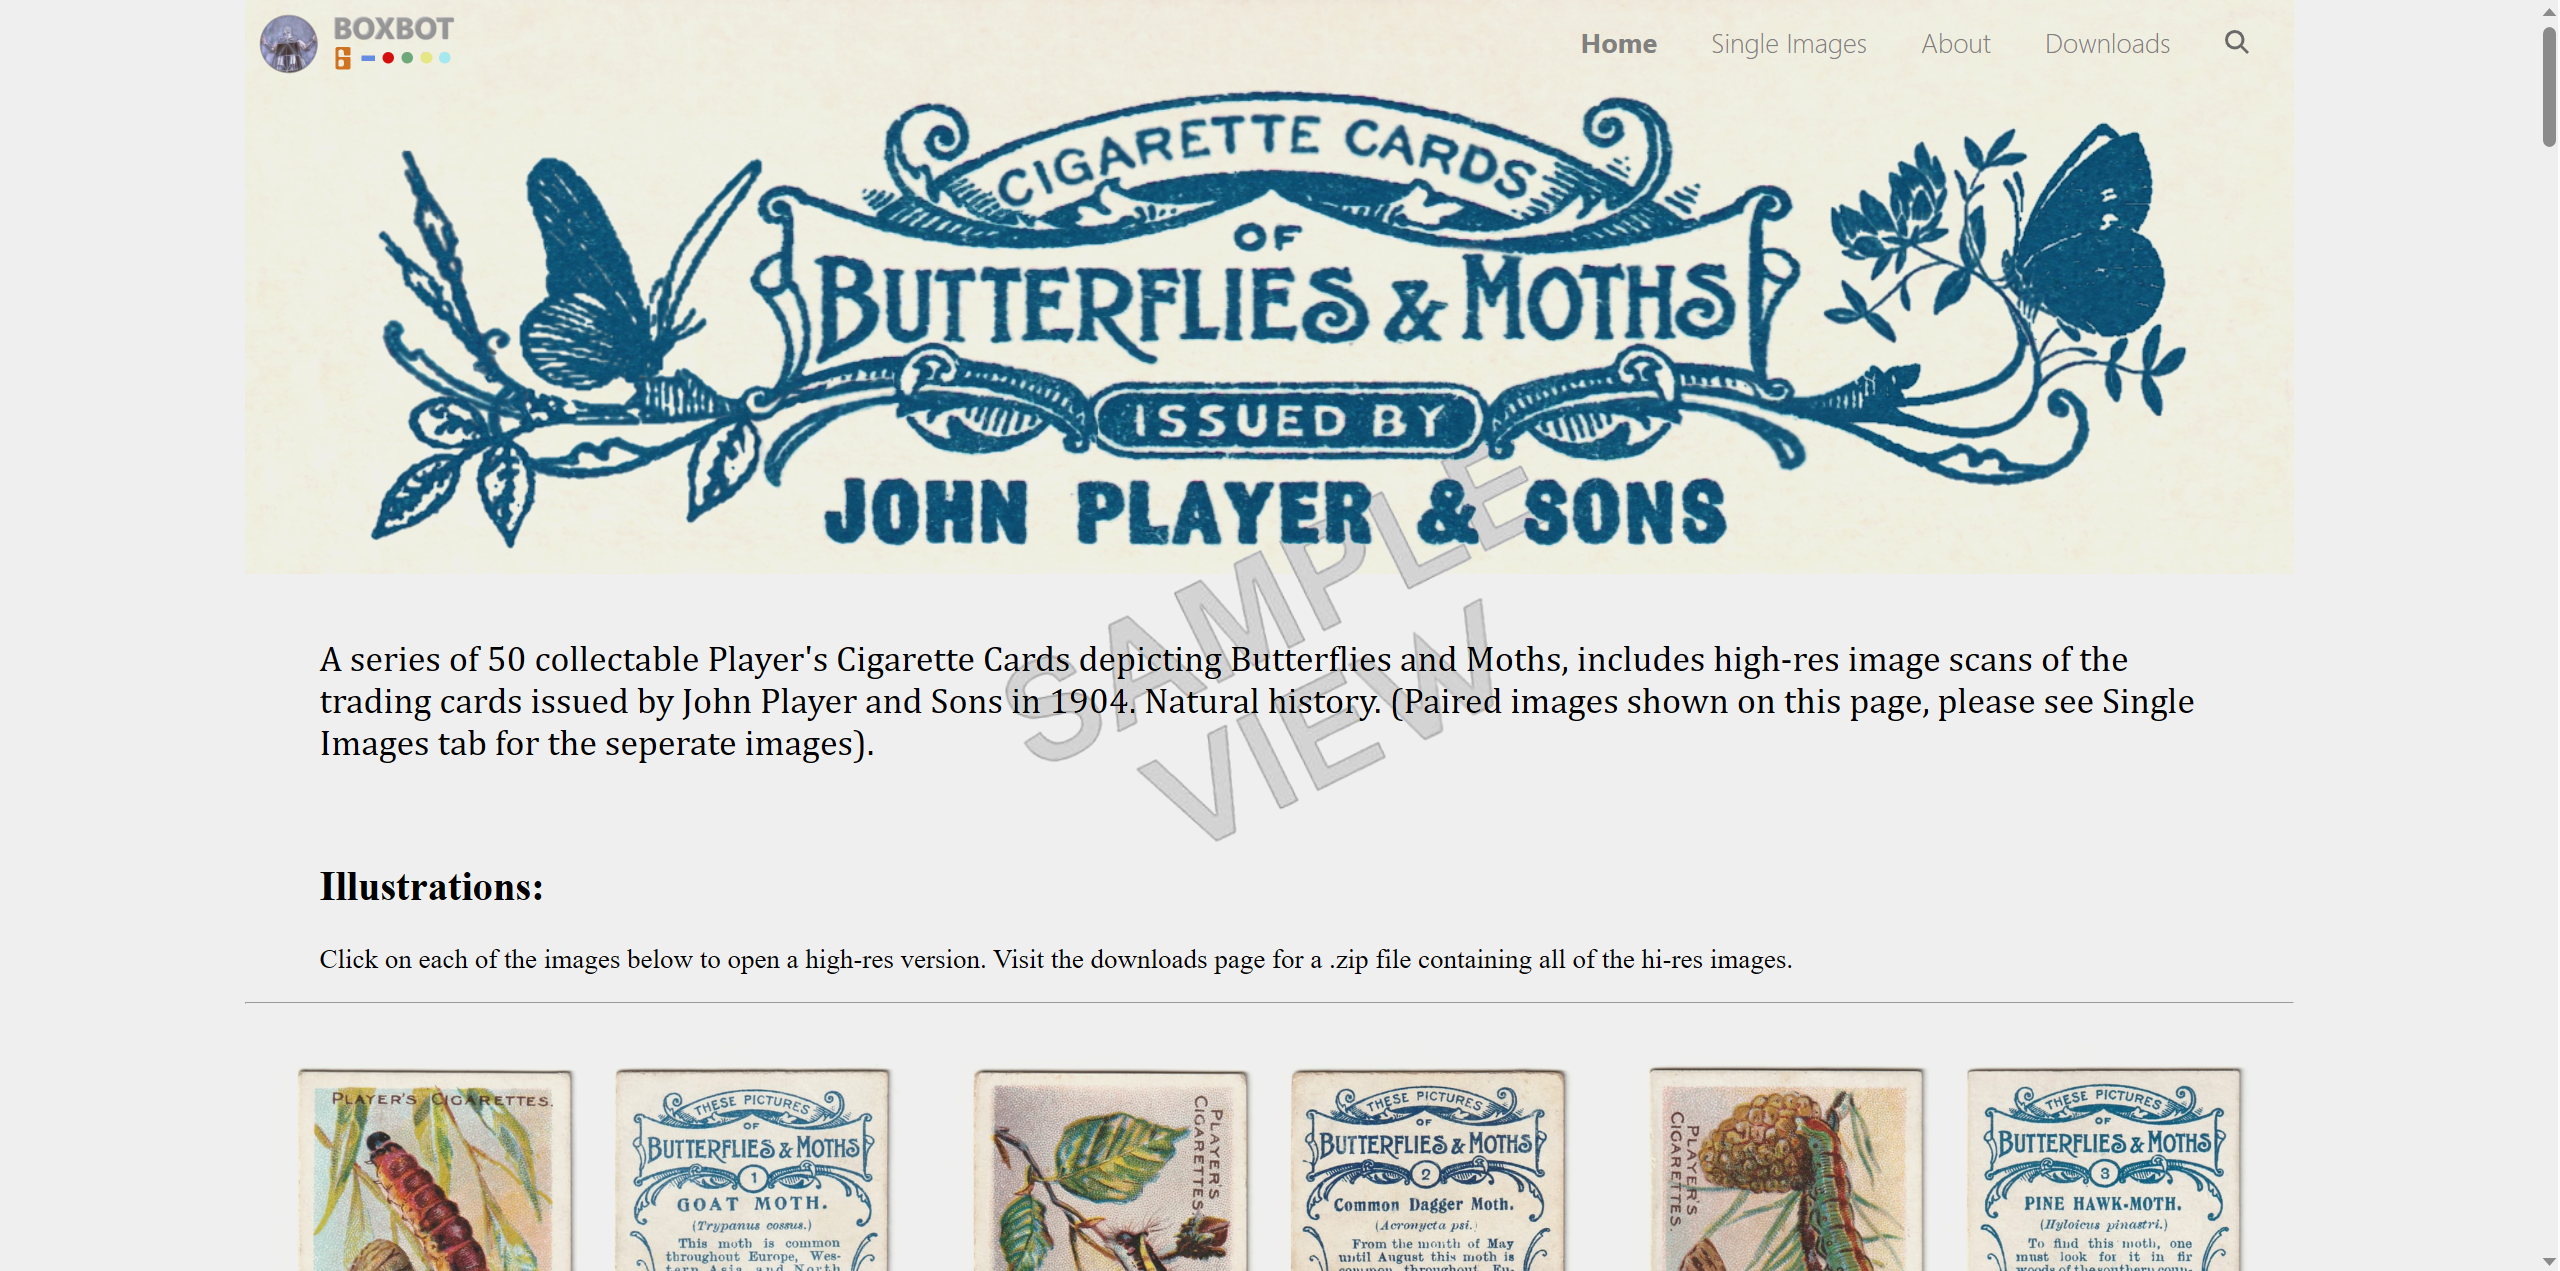 BOXBOT
Home Single Images About Downloads
CIGARETTE CARDS
OF
BUTTERFLIES & MOTHS
ISSUED BY
JOHN PLAYER & SONS
SAMPLE
VIEW
A series of 50 collectable Player's Cigarette Cards depicting Butterflies and Moths, includes high-res image scans of the
trading cards issued by John Player and Sons in 1904. Natural history. (Paired images shown on this page, please see Single
Images tab for the seperate images).
Illustrations:
Click on each of the images below to open a high-res version. Visit the downloads page for a .zip file containing all of the hi-res images.
PLAYER'S CIGARETTES.
THESE PICTURES
OF
BUTTERFLIES & MOTHS
1
GOAT MOTH.
(Trypanus cossus.)
This moth is common
throughout Europe, Wes-
tern Asia and North
PLAYER'S
CIGARETTES.
THESE PICTURES
OF
BUTTERFLIES & MOTHS
2
Common Dagger Moth.
(Acronycta psi.)
From the month of May
until August this moth is
common throughout Eu-
PLAYER'S
CIGARETTES.
THESE PICTURES
OF
BUTTERFLIES & MOTHS
3
PINE HAWK-MOTH.
(Hyloicus pinastri.)
To find this moth, one
must look for it in fir
woods of the southern coun-